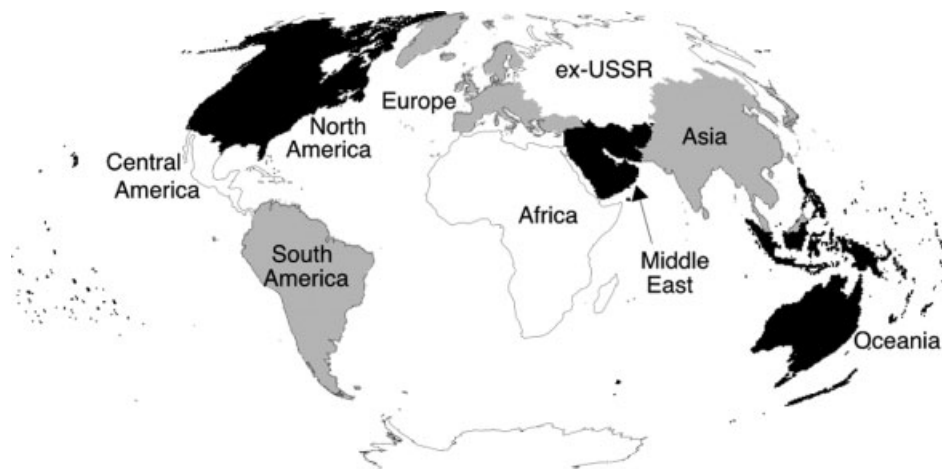 ex-USSR
Europe
Asia
North
America
Central
America
Africa
South
America
Middle
East
Oceania